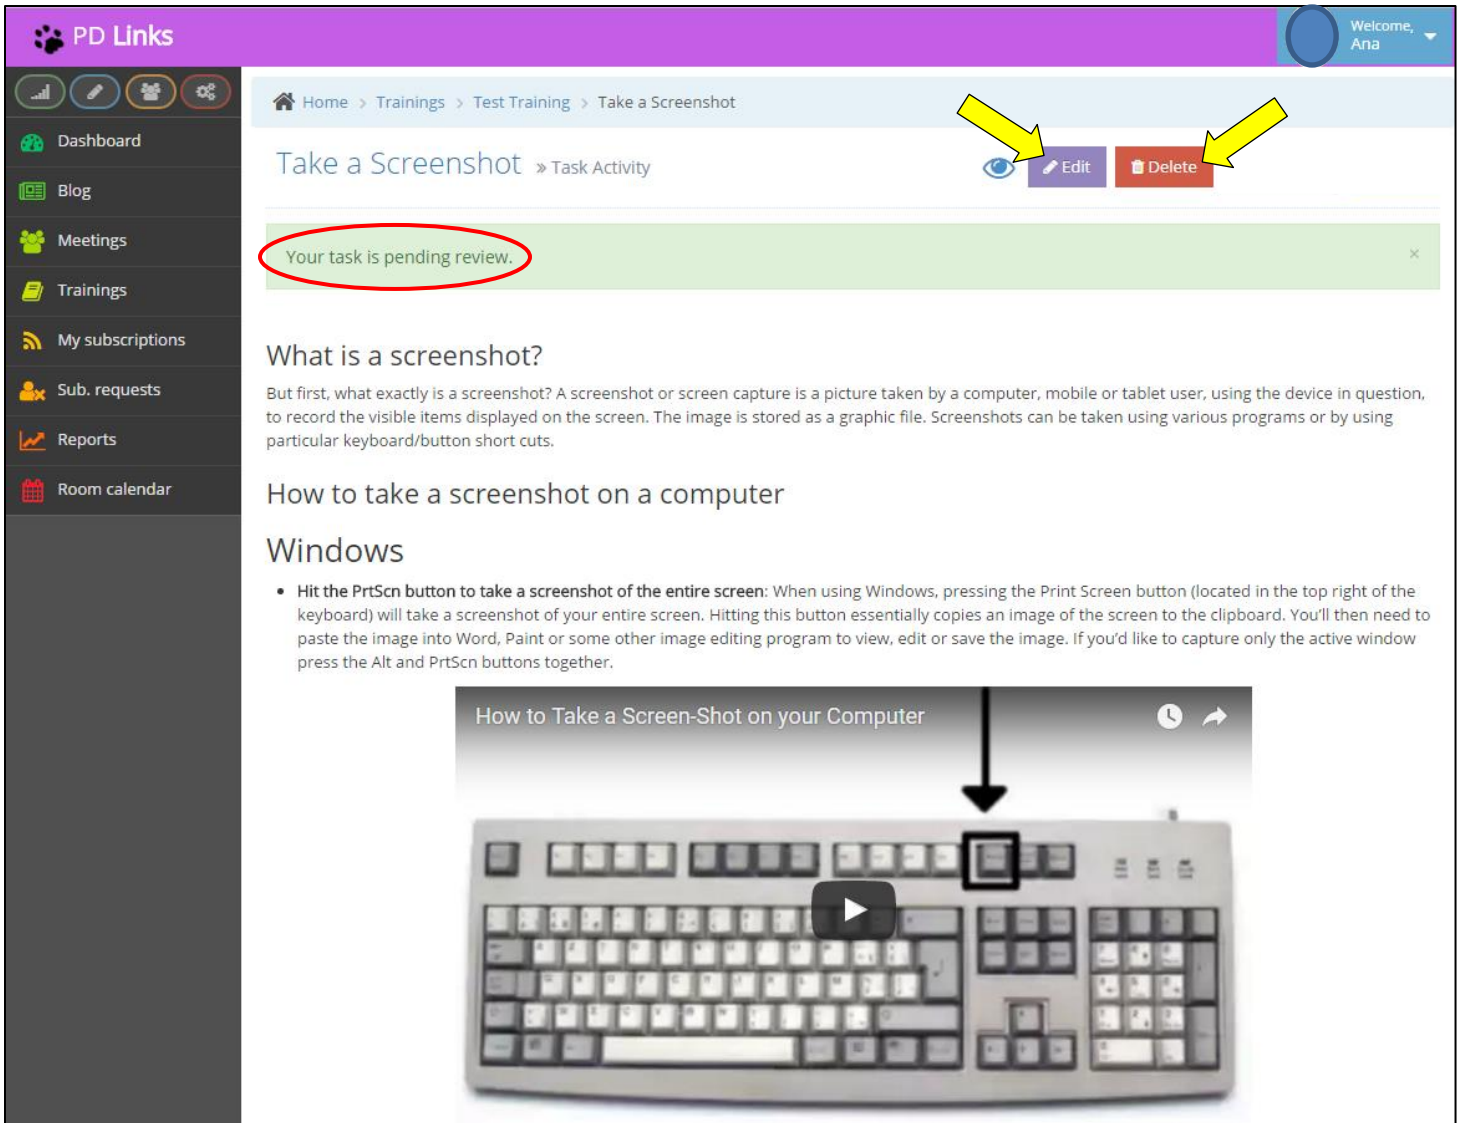 PD Links
Welcome,
Ana
Home > Trainings > Test Training > Take a Screenshot
Dashboard
Blog
Meetings
Trainings
My subscriptions
Sub. requests
Reports
Room calendar
Take a Screenshot » Task Activity
Edit
Delete
Your task is pending review.
×
What is a screenshot?
But first, what exactly is a screenshot? A screenshot or screen capture is a picture taken by a computer, mobile or tablet user, using the device in question,
to record the visible items displayed on the screen. The image is stored as a graphic file. Screenshots can be taken using various programs or by using
particular keyboard/button short cuts.
How to take a screenshot on a computer
Windows
• Hit the PrtScn button to take a screenshot of the entire screen: When using Windows, pressing the Print Screen button (located in the top right of the
keyboard) will take a screenshot of your entire screen. Hitting this button essentially copies an image of the screen to the clipboard. You'll then need to
paste the image into Word, Paint or some other image editing program to view, edit or save the image. If you'd like to capture only the active window
press the Alt and PrtScn buttons together.
How to Take a Screen-Shot on your Computer